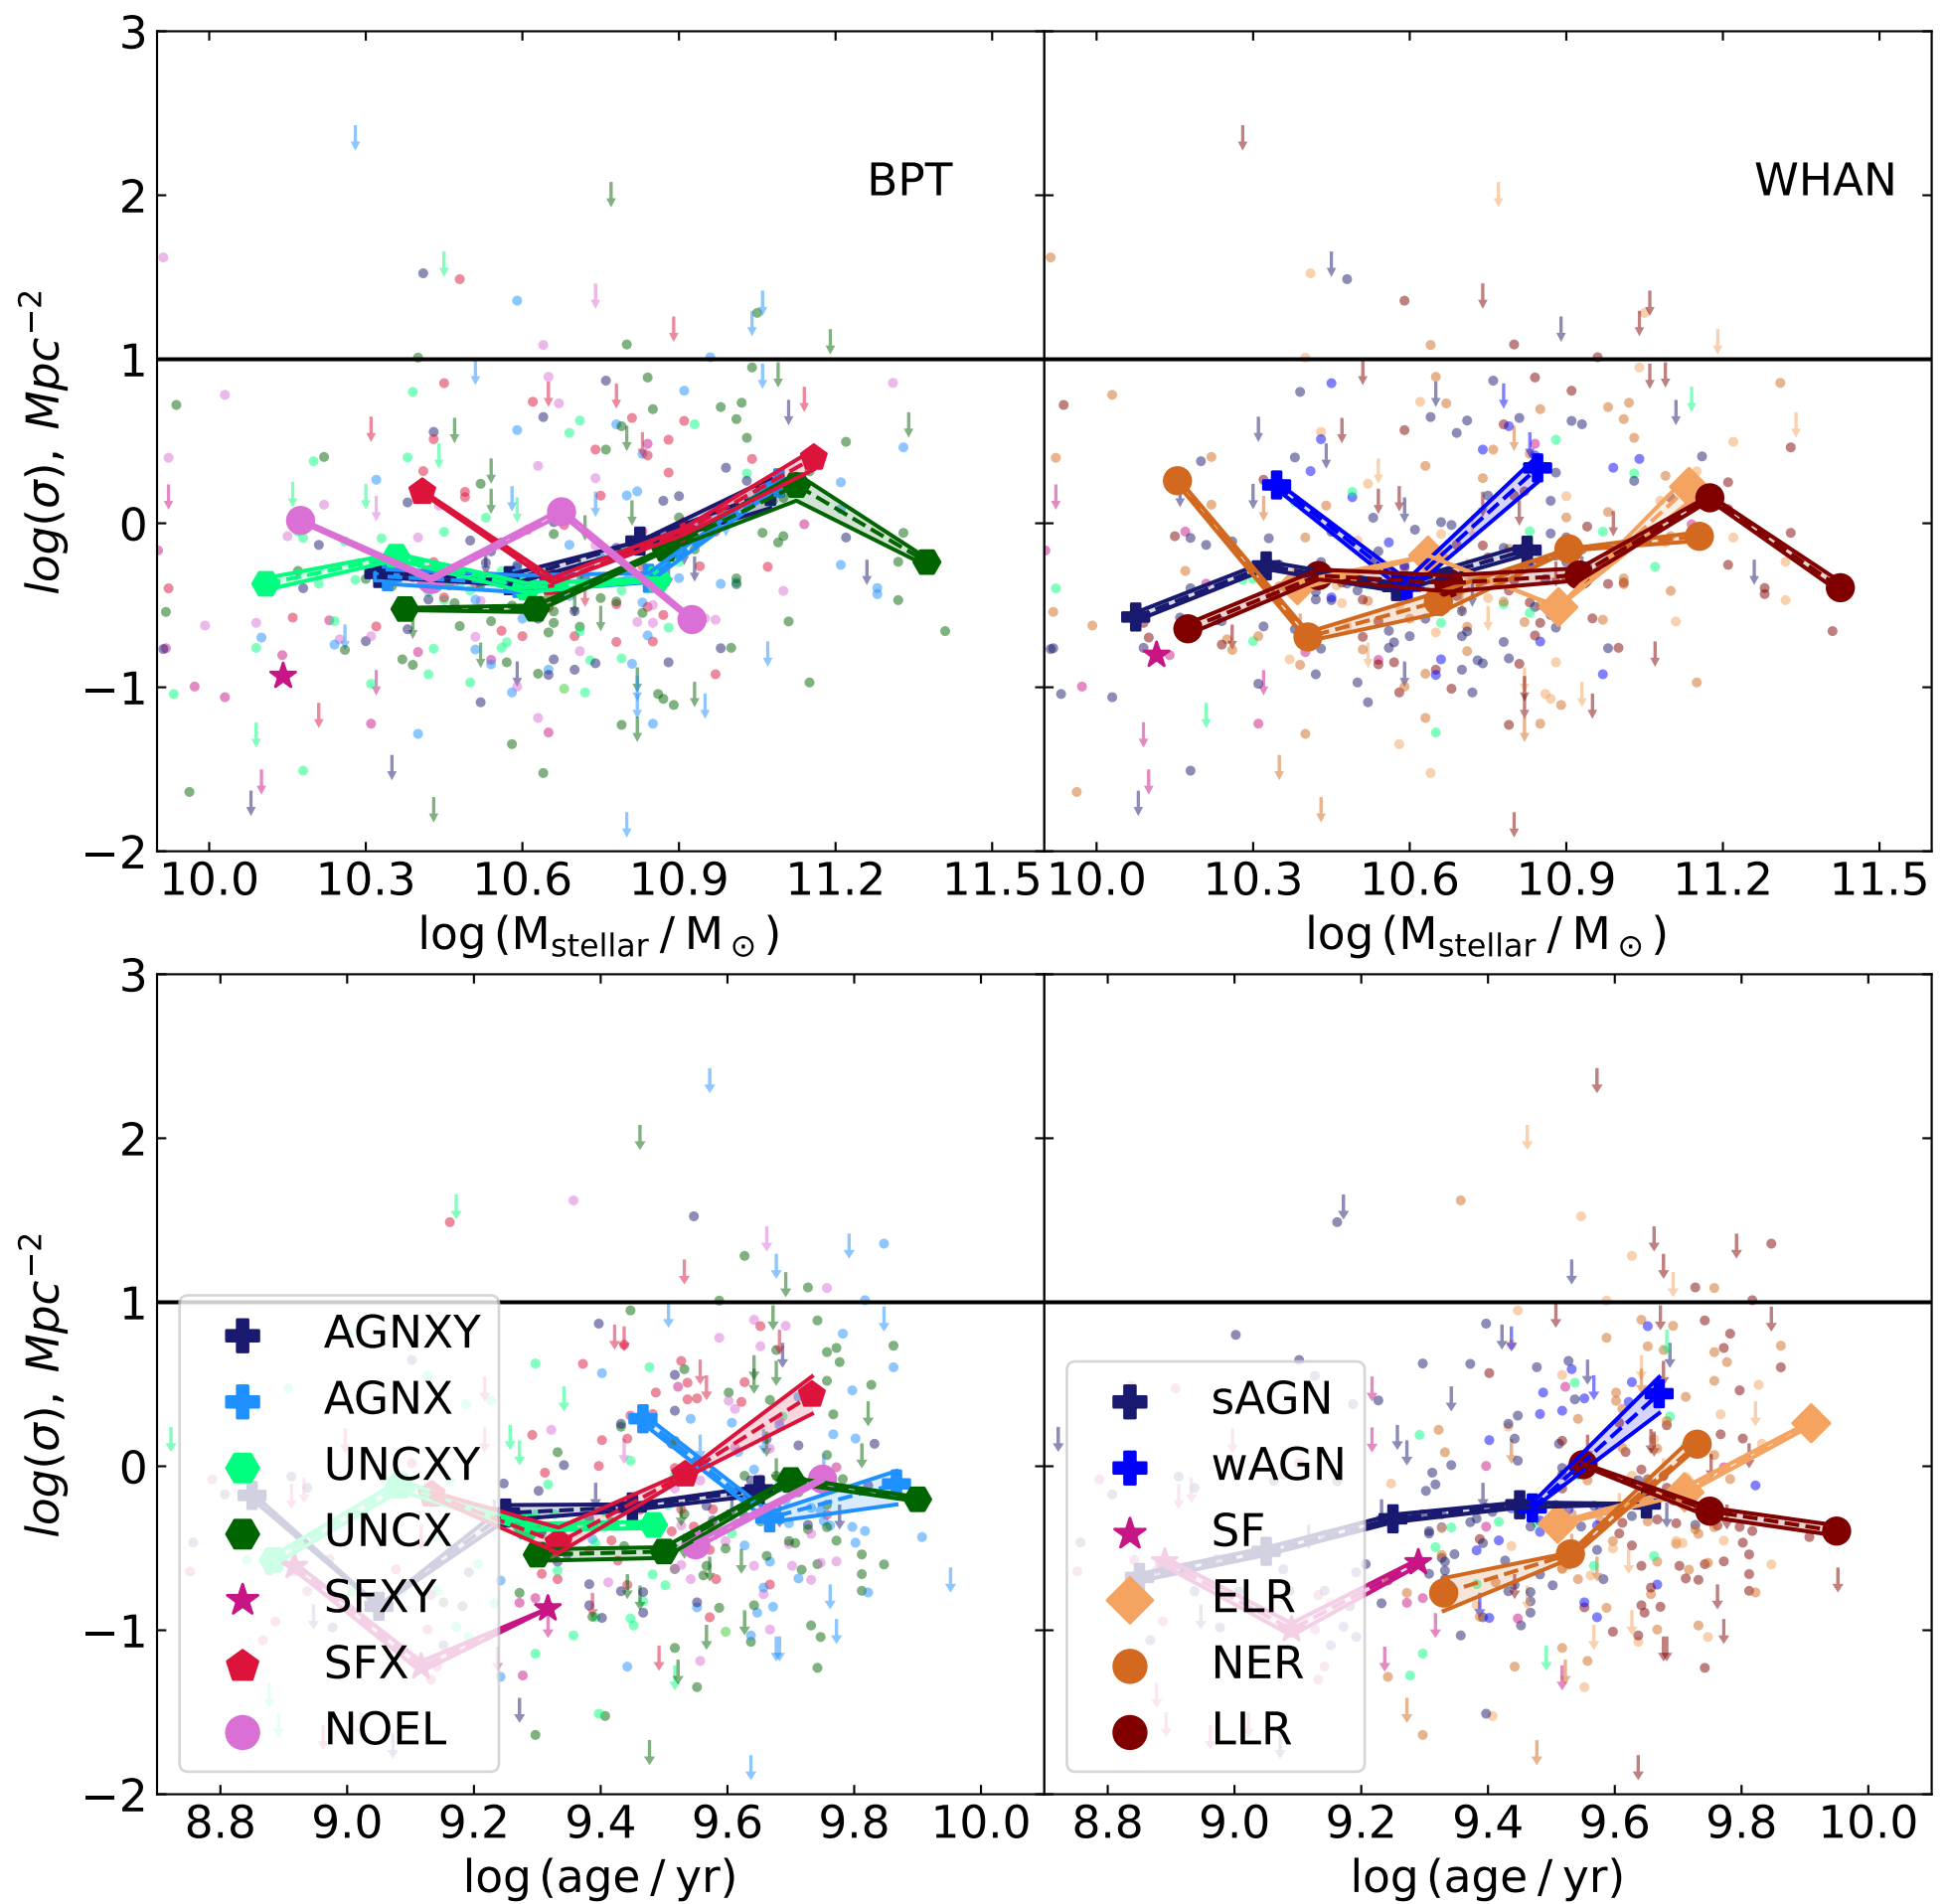 3
2
1
0
−1
−2
log(σ), Mpc⁻²
BPT
WHAN
10.0 10.3 10.6 10.9 11.2 11.5
10.0 10.3 10.6 10.9 11.2 11.5
log (M_stellar / M_⊙)
log (M_stellar / M_⊙)
3
2
1
0
−1
−2
log(σ), Mpc⁻²
AGNXY
AGNX
UNCXY
UNCX
SFXY
SFX
NOEL
sAGN
wAGN
SF
ELR
NER
LLR
8.8 9.0 9.2 9.4 9.6 9.8 10.0
8.8 9.0 9.2 9.4 9.6 9.8 10.0
log (age / yr)
log (age / yr)